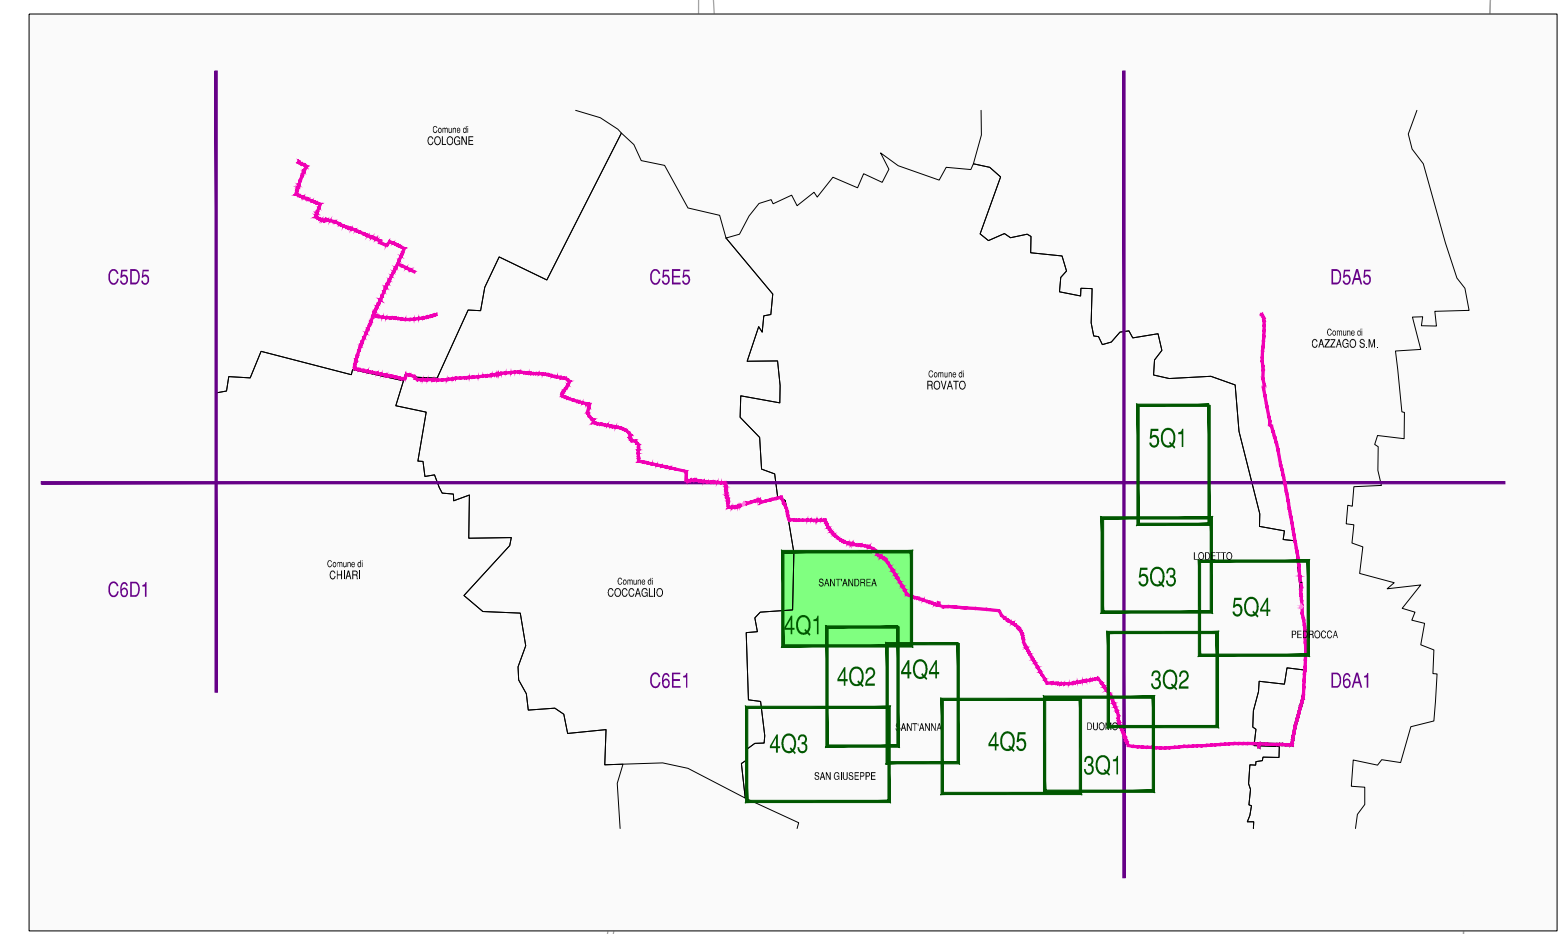 Comune di
COLOGNE
C5D5
C5E5
D5A5
Comune di
CAZZAGO S.M.
Comune di
ROVATO
5Q1
LODETTO
Comune di
CHIARI
Comune di
COCCAGLIO
SANT'ANDREA
5Q3
C6D1
5Q4
4Q1
PEDROCCA
C6E1
4Q2
4Q4
3Q2
D6A1
SANT'ANNA
DUOMO
4Q3
4Q5
3Q1
SAN GIUSEPPE